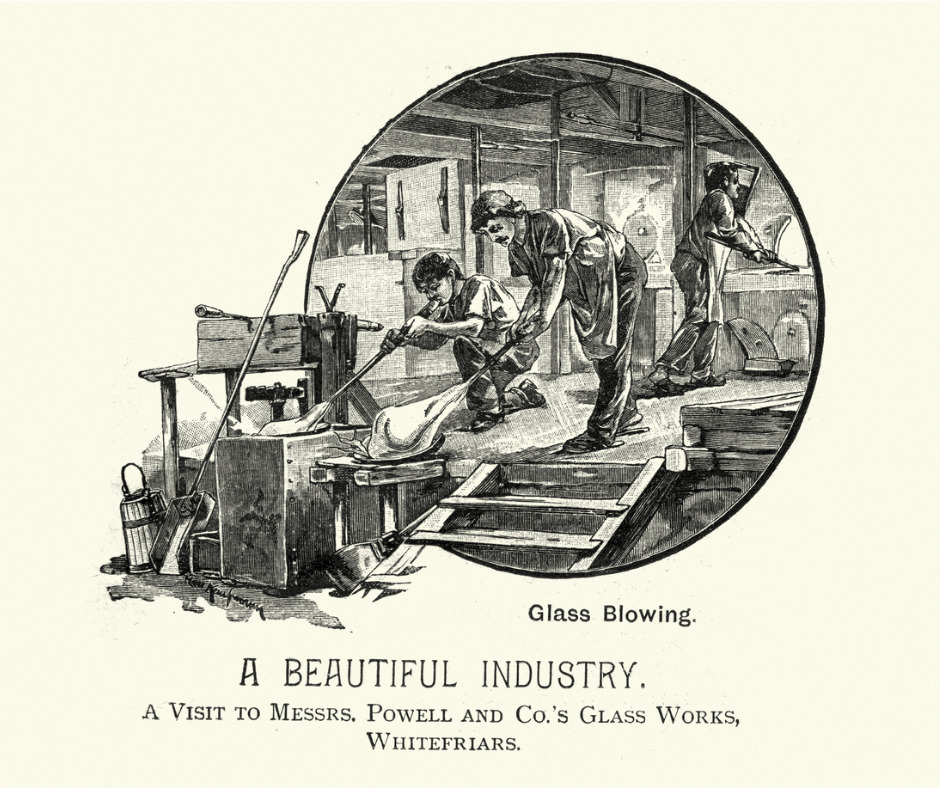 Glass Blowing.
A BEAUTIFUL INDUSTRY.
A VISIT TO MESSRS. POWELL AND CO.'S GLASS WORKS,
WHITEFRIARS.